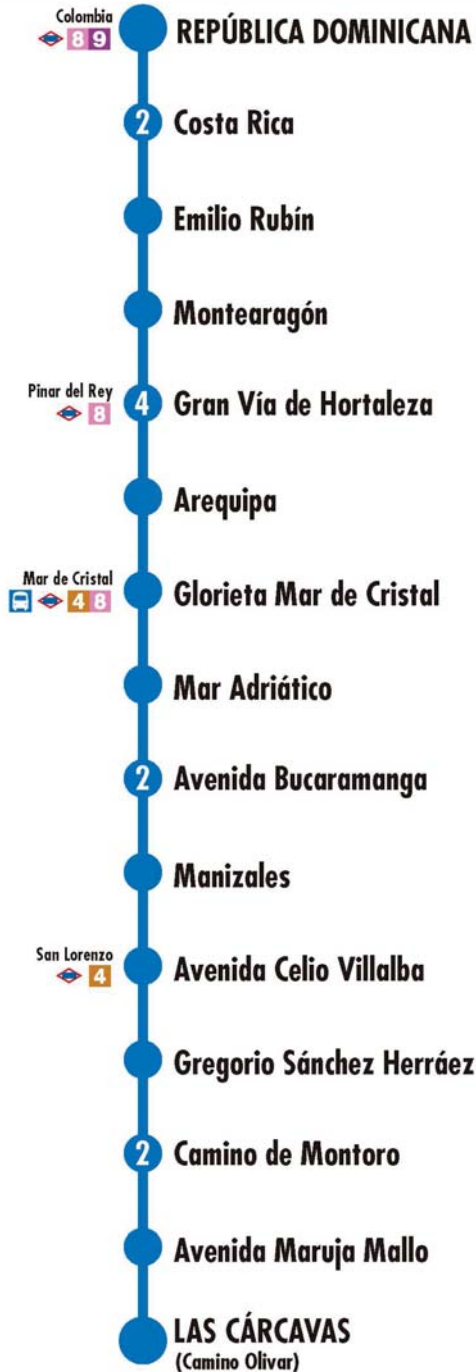 Colombia
8 9
REPÚBLICA DOMINICANA
2 Costa Rica
Emilio Rubín
Montearagón
Pinar del Rey
8
4 Gran Vía de Hortaleza
Arequipa
Mar de Cristal
4 8
Glorieta Mar de Cristal
Mar Adriático
2 Avenida Bucaramanga
Manizales
San Lorenzo
4
Avenida Celio Villalba
Gregorio Sánchez Herráez
2 Camino de Montoro
Avenida Maruja Mallo
LAS CÁRCAVAS
(Camino Olivar)